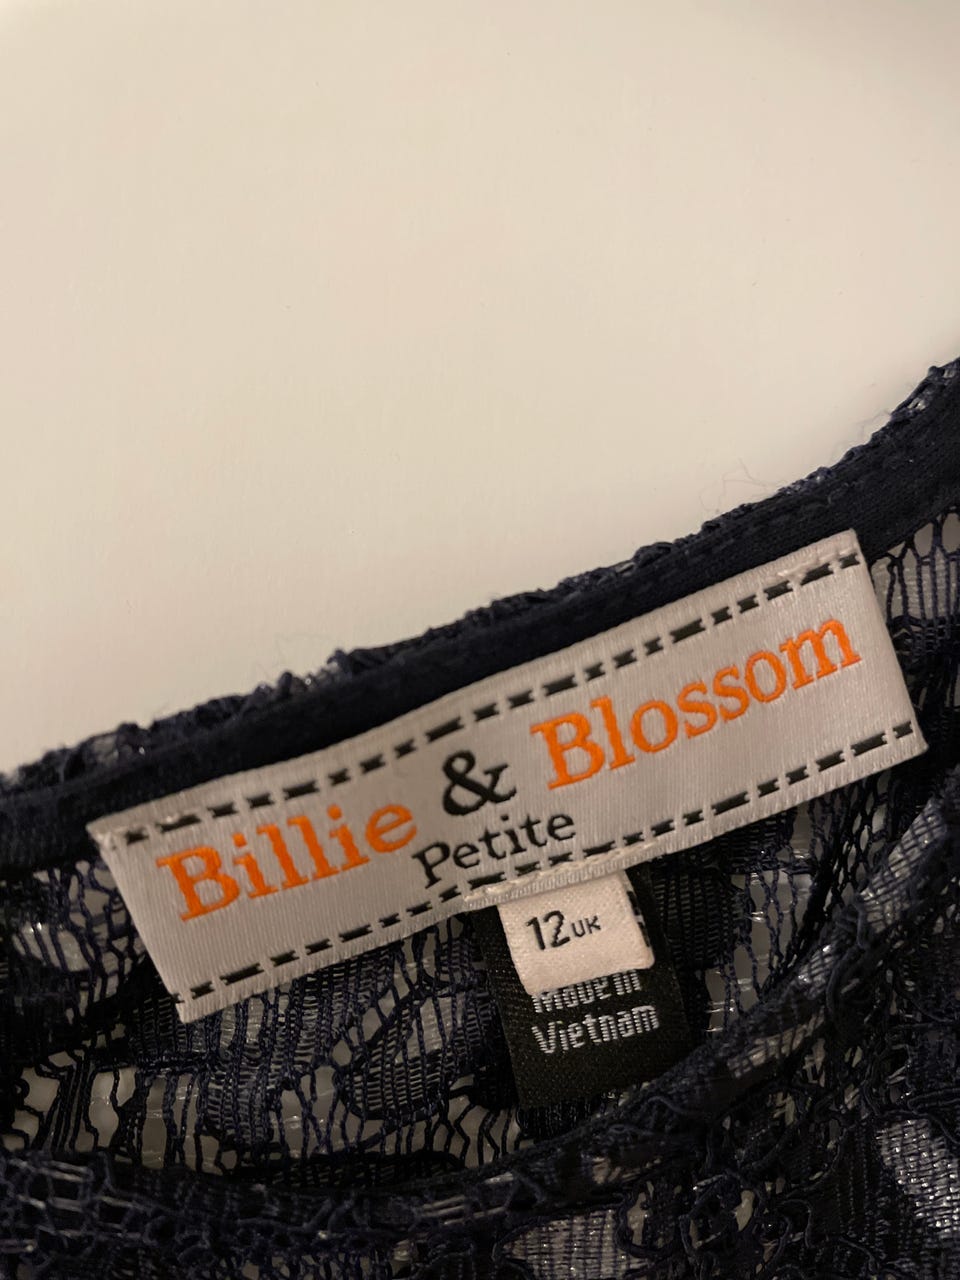 Billie & Blossom
Petite
12UK
Made in
Vietnam